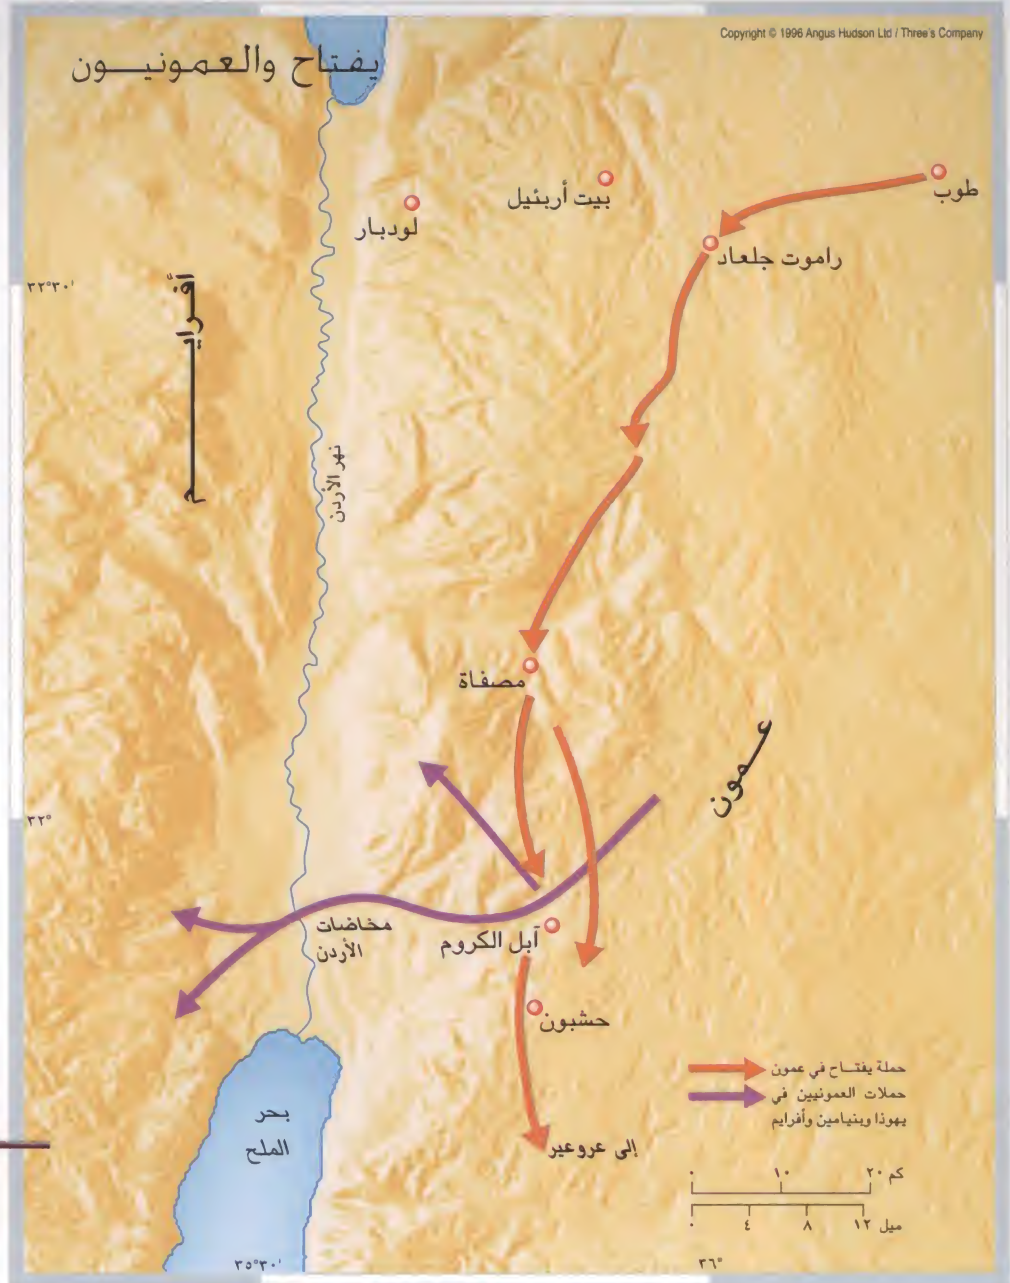 Copyright © 1996 Angus Hudson Ltd / Three's Company
يفتاح والعمونيون
طوب
بيت أربئيل
لودبار
راموت جلعاد
٣٢°٣٠'
أفرايم
نهر الأردن
مصفاة
عمون
٣٢°
مخاضات
الأردن
آبل الكروم
حشبون
حملة يفتاح في عمون
حملات العمونيين في
يهوذا وبنيامين وأفرايم
بحر
الملح
إلى عروعير
٠ ١٠ ٢٠ كم
٠ ٤ ٨ ١٢ ميل
٣٥°٣٠'
٣٦°